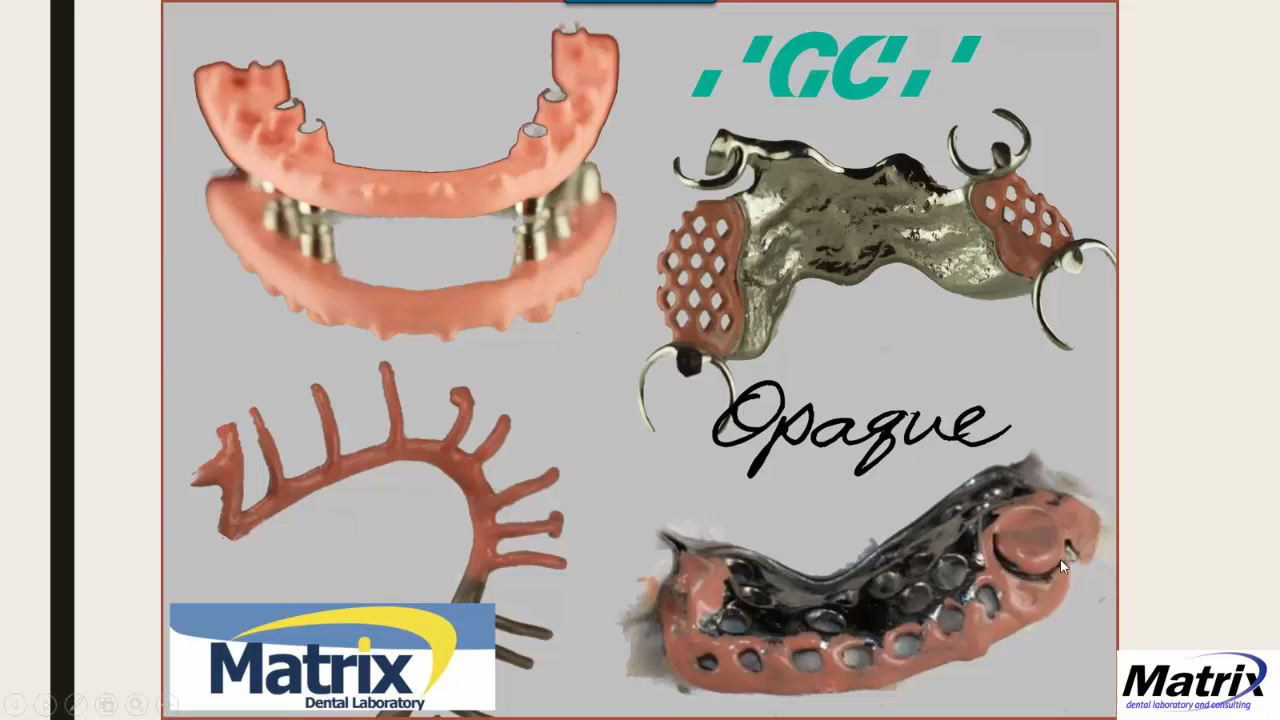 GC
Opaque
Matrix
Dental Laboratory
Matrix
dental laboratory and consulting